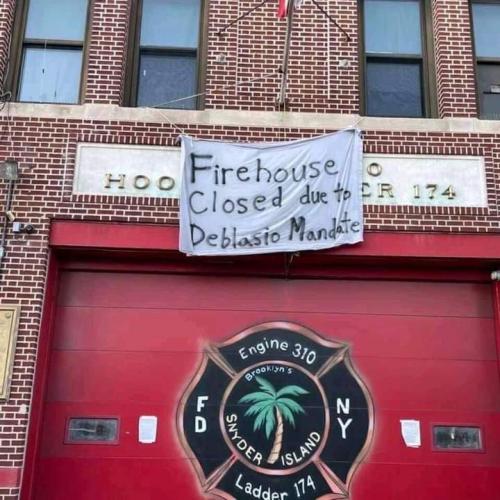 Firehouse
Closed due to
Deblasio Mandate
HOO O
ER 174
Engine 310
Brooklyn's
FD
NY
SNYDER ISLAND
Ladder 174